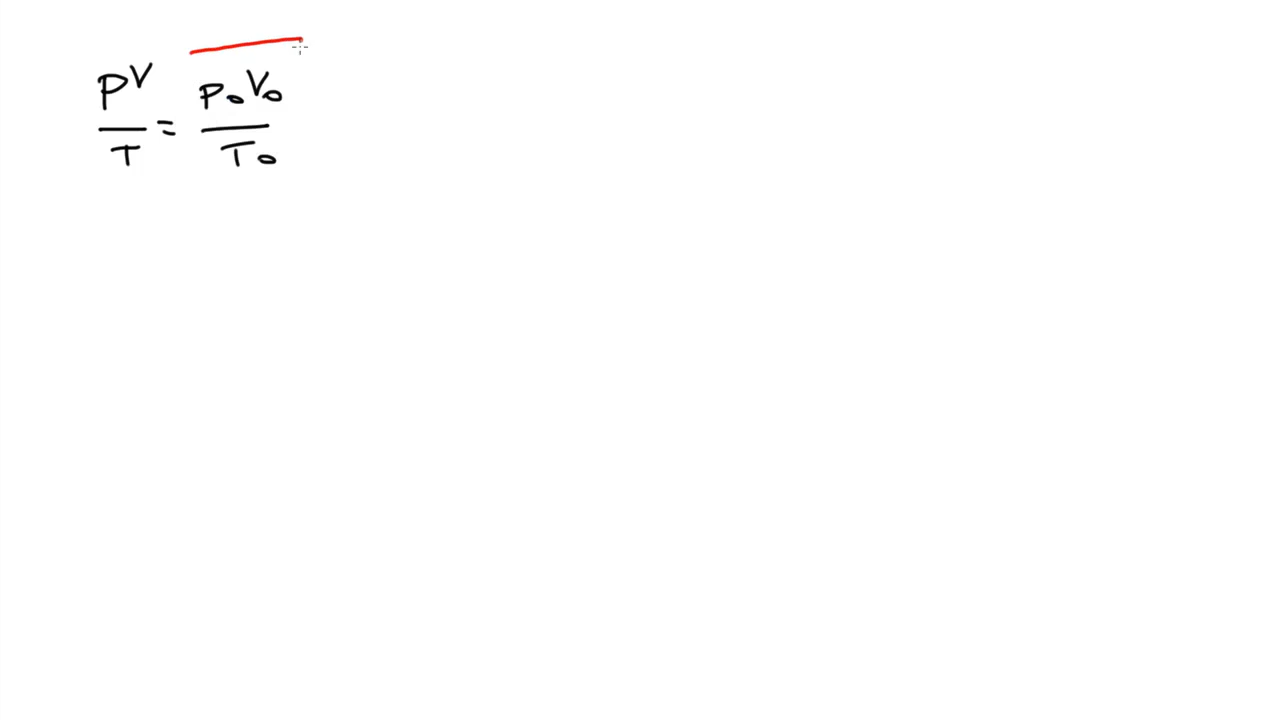 PV/T = P₀V₀/T₀